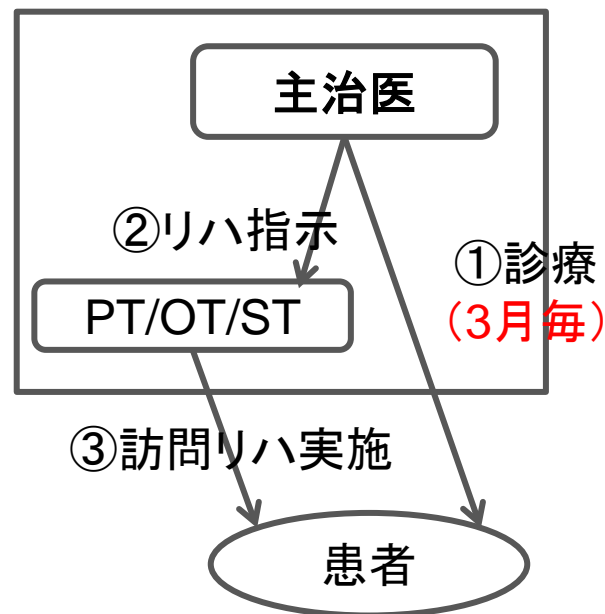 主治医
②リハ指示
①診療
（3月毎）
PT/OT/ST
③訪問リハ実施
患者